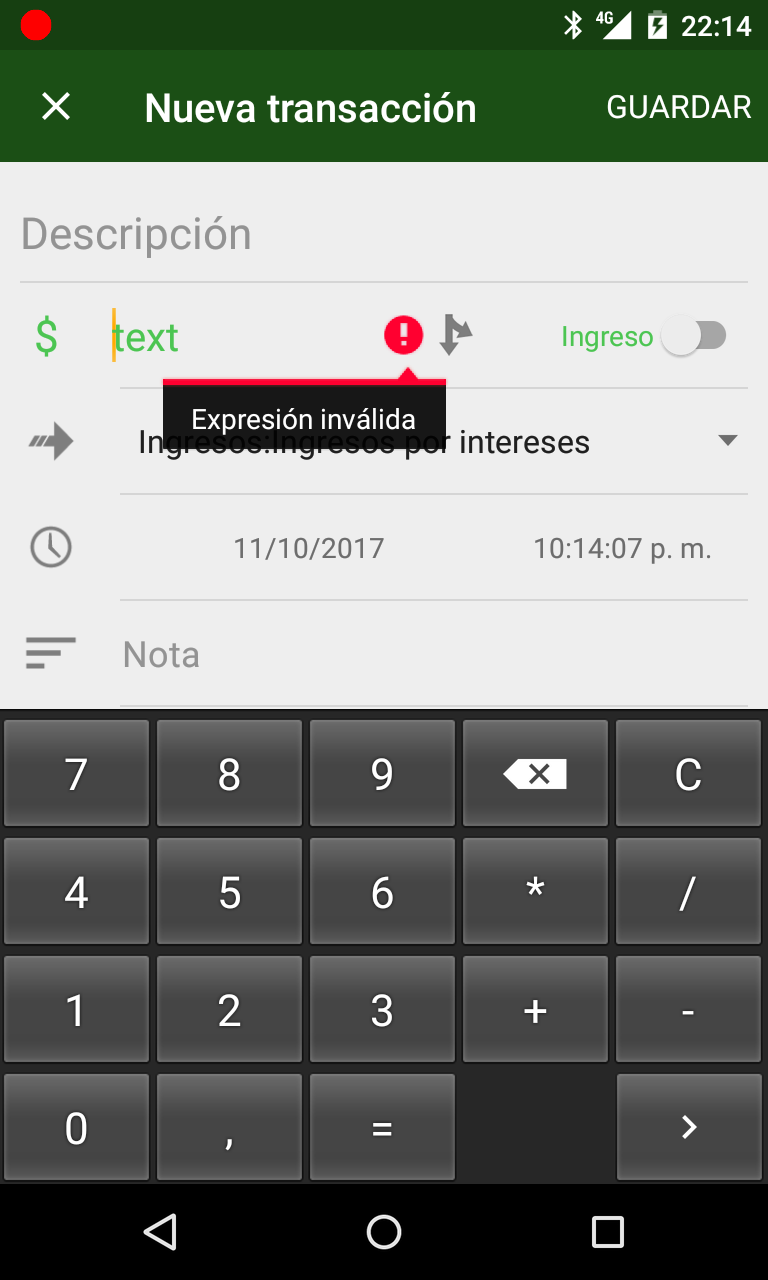 4G 22:14
Nueva transacción GUARDAR
Descripción
$ text Ingreso
Expresión inválida
Ingresos:Ingresos por intereses
11/10/2017 10:14:07 p. m.
Nota
7 8 9 C
4 5 6 * /
1 2 3 + -
0 , = >